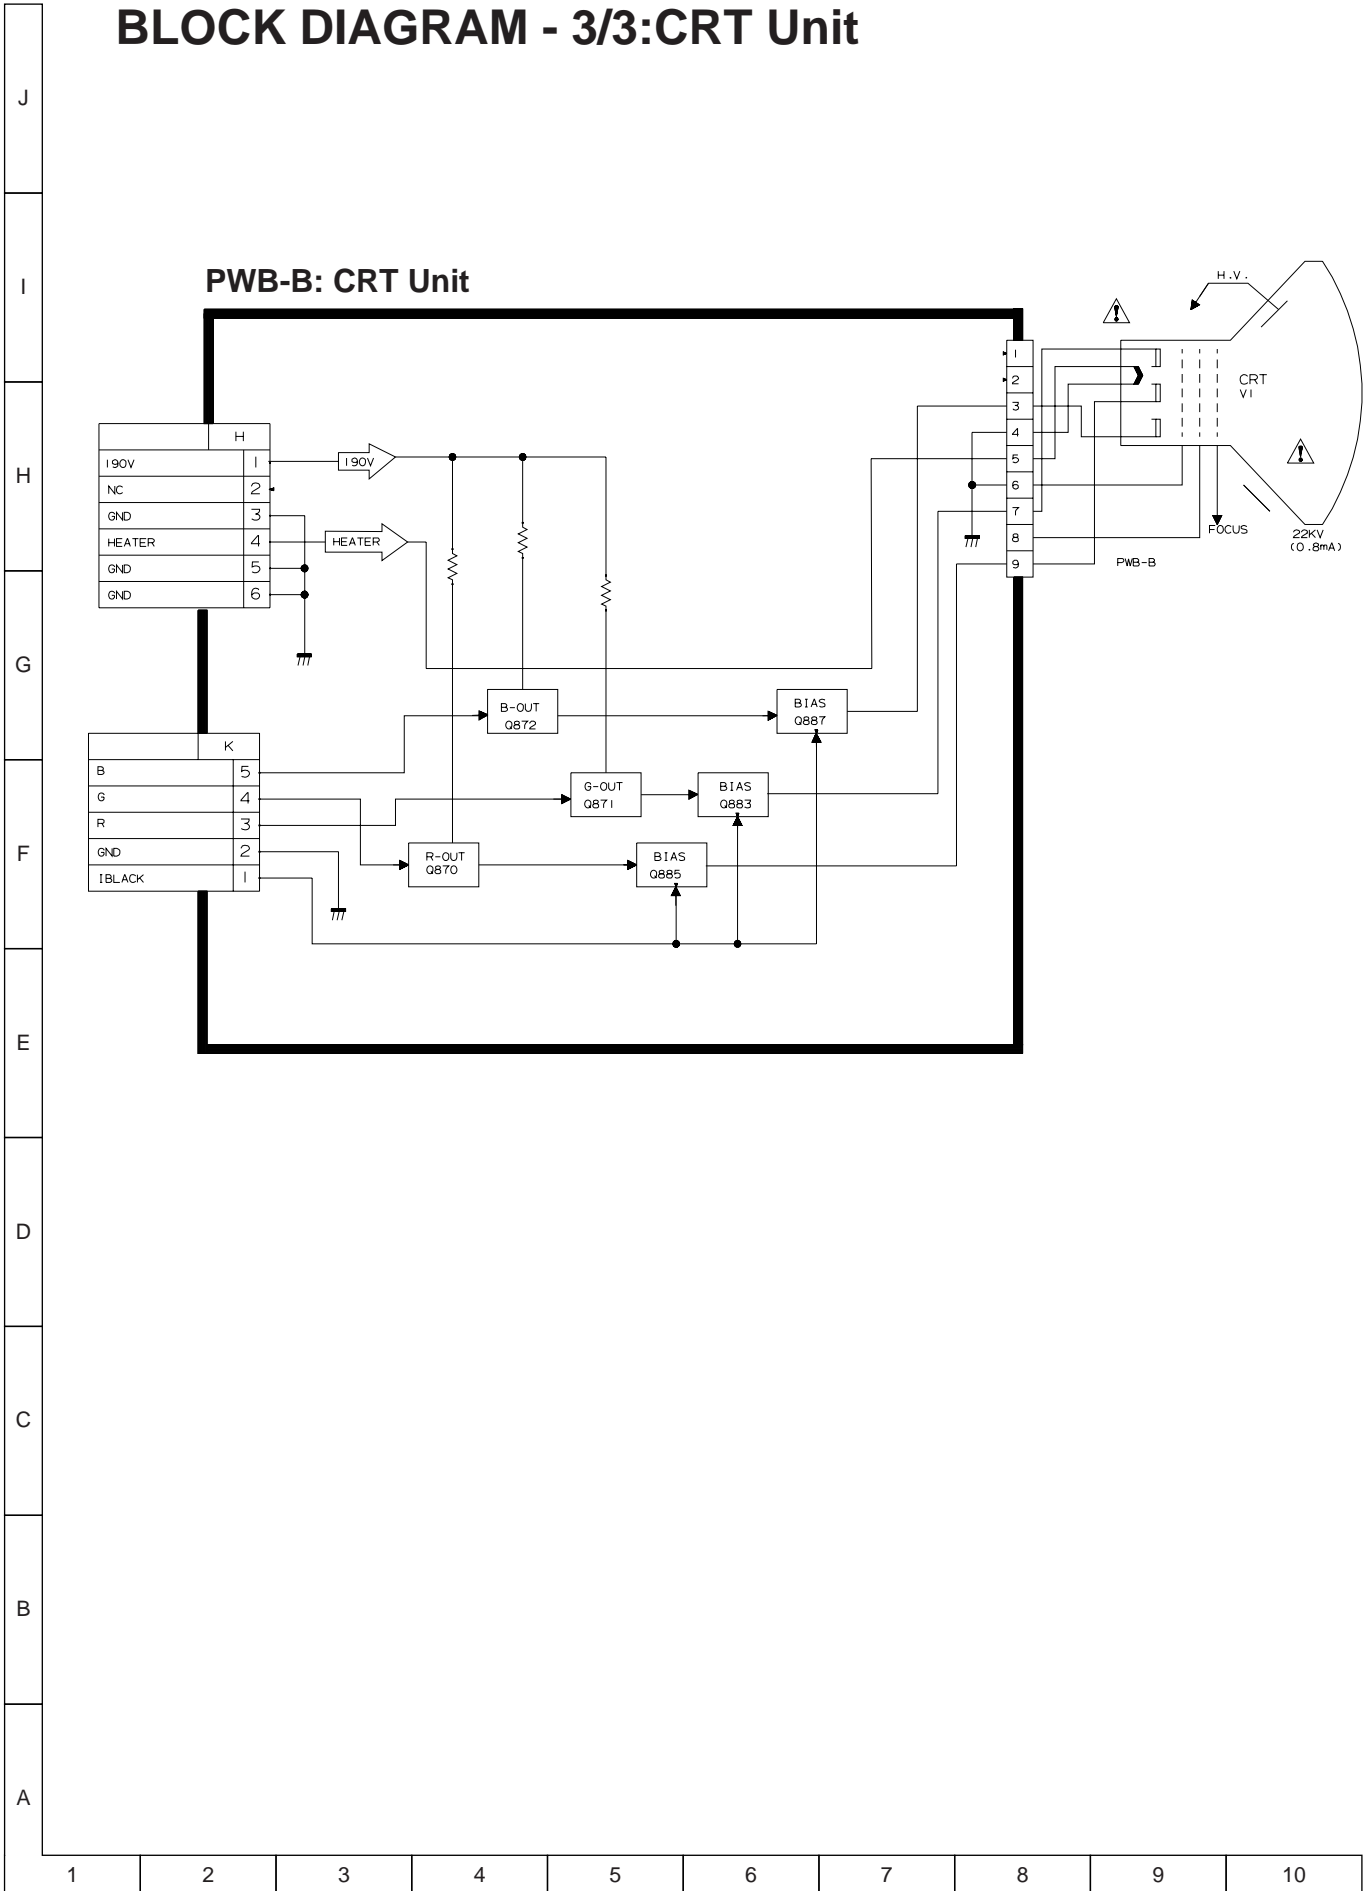 BLOCK DIAGRAM - 3/3:CRT Unit
J
I
H
G
F
E
D
C
B
A
PWB-B: CRT Unit
H
190V 1
NC 2
GND 3
HEATER 4
GND 5
GND 6
190V
HEATER
K
B 5
G 4
R 3
GND 2
IBLACK 1
B-OUT
Q872
G-OUT
Q871
R-OUT
Q870
BIAS
Q887
BIAS
Q883
BIAS
Q885
1
2
3
4
5
6
7
8
9
H.V.
!
CRT
V1
!
FOCUS
22KV
(0.8mA)
PWB-B
1 2 3 4 5 6 7 8 9 10